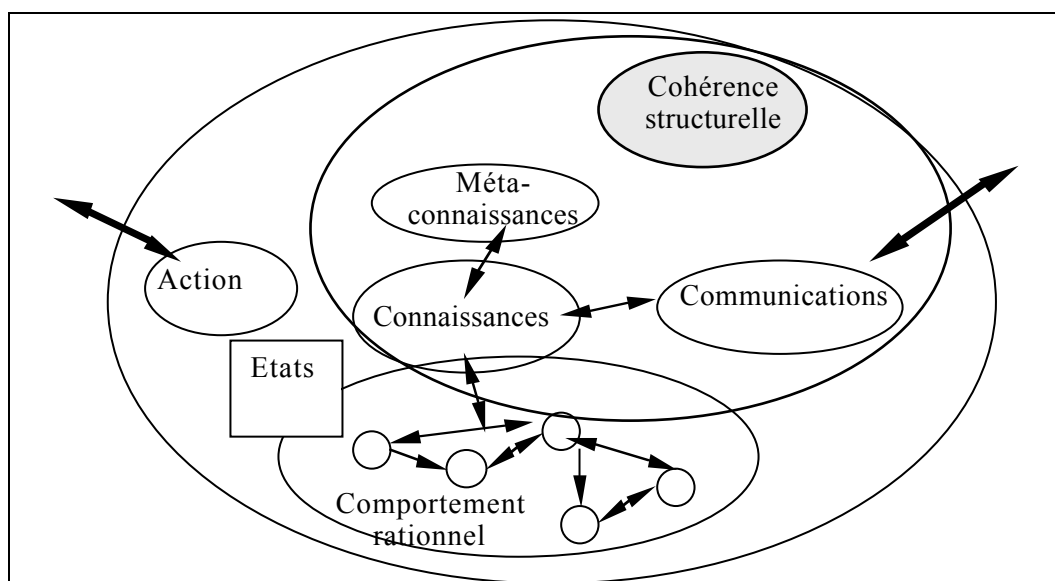 Cohérence
structurelle
Méta-
connaissances
Action
Connaissances
Communications
Etats
Comportement
rationnel